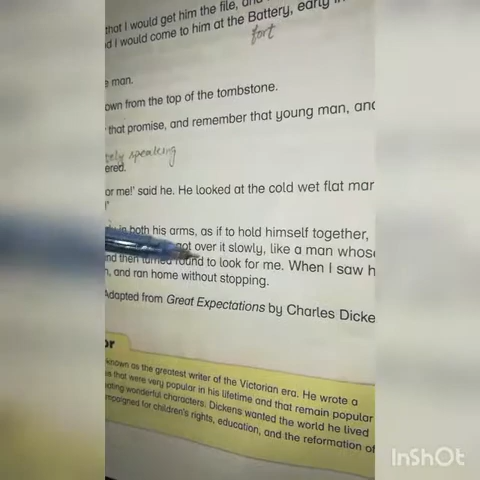 that I would get him the file, and
d I would come to him at the Battery, early in
fort
e man.
own from the top of the tombstone.
that promise, and remember that young man, and
tely speaking
ered.
or me!' said he. He looked at the cold wet flat mar
in both his arms, as if to hold himself together,
got over it slowly, like a man whose
nd then turned round to look for me. When I saw h
, and ran home without stopping.
Adapted from Great Expectations by Charles Dicke
or
known as the greatest writer of the Victorian era. He wrote a
s that were very popular in his lifetime and that remain popular
ating wonderful characters. Dickens wanted the world he lived
mpaigned for children's rights, education, and the reformation of
InShOt